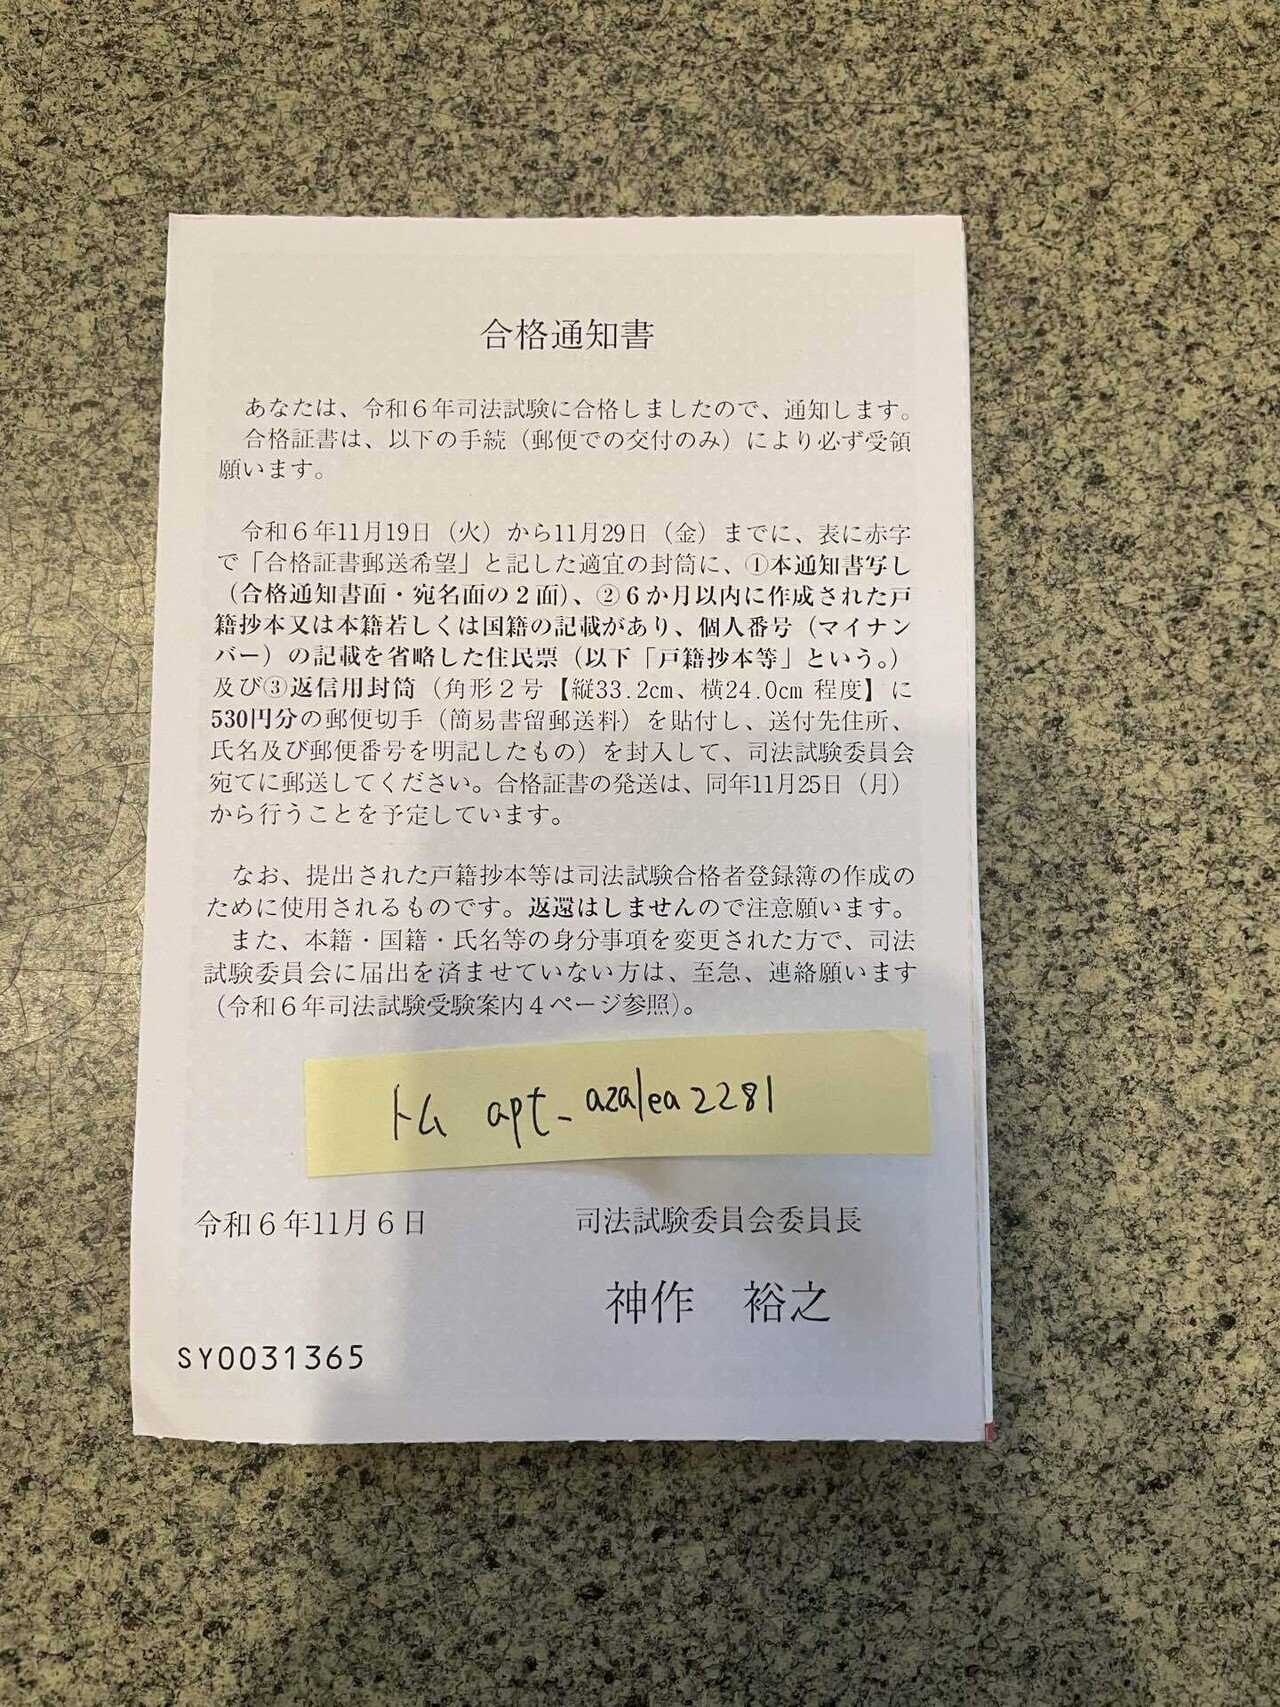 合格通知書
あなたは、令和６年司法試験に合格しましたので、通知します。
合格証書は、以下の手続（郵便での交付のみ）により必ず受領
願います。
令和６年11月19日（火）から11月29日（金）までに、表に赤字
で「合格証書郵送希望」と記した適宜の封筒に、①本通知書写し
（合格通知書面・宛名面の２面）、②６か月以内に作成された戸
籍抄本又は本籍若しくは国籍の記載があり、個人番号（マイナン
バー）の記載を省略した住民票（以下「戸籍抄本等」という。）
及び③返信用封筒（角形２号【縦33.2cm、横24.0cm 程度】に
530円分の郵便切手（簡易書留郵送料）を貼付し、送付先住所、
氏名及び郵便番号を明記したもの）を封入して、司法試験委員会
宛てに郵送してください。合格証書の発送は、同年11月25日（月）
から行うことを予定しています。
なお、提出された戸籍抄本等は司法試験合格者登録簿の作成の
ために使用されるものです。返還はしませんので注意願います。
また、本籍・国籍・氏名等の身分事項を変更された方で、司法
試験委員会に届出を済ませていない方は、至急、連絡願います
（令和６年司法試験受験案内４ページ参照）。
トム apt_azalea2281
令和６年11月６日 司法試験委員会委員長
神作 裕之
SY0031365